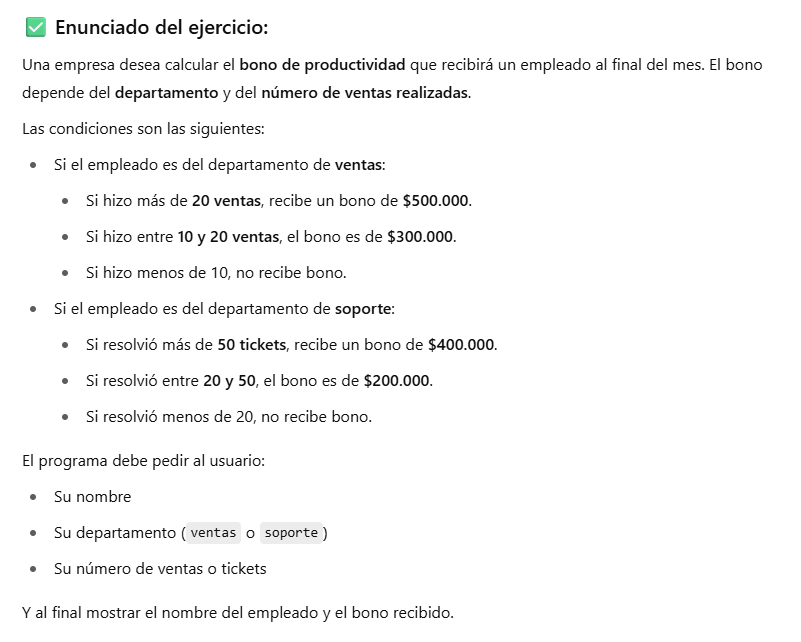 ✅ Enunciado del ejercicio:
Una empresa desea calcular el bono de productividad que recibirá un empleado al final del mes. El bono
depende del departamento y del número de ventas realizadas.
Las condiciones son las siguientes:
• Si el empleado es del departamento de ventas:
• Si hizo más de 20 ventas, recibe un bono de $500.000.
• Si hizo entre 10 y 20 ventas, el bono es de $300.000.
• Si hizo menos de 10, no recibe bono.
• Si el empleado es del departamento de soporte:
• Si resolvió más de 50 tickets, recibe un bono de $400.000.
• Si resolvió entre 20 y 50, el bono es de $200.000.
• Si resolvió menos de 20, no recibe bono.
El programa debe pedir al usuario:
• Su nombre
• Su departamento ( ventas o soporte )
• Su número de ventas o tickets
Y al final mostrar el nombre del empleado y el bono recibido.